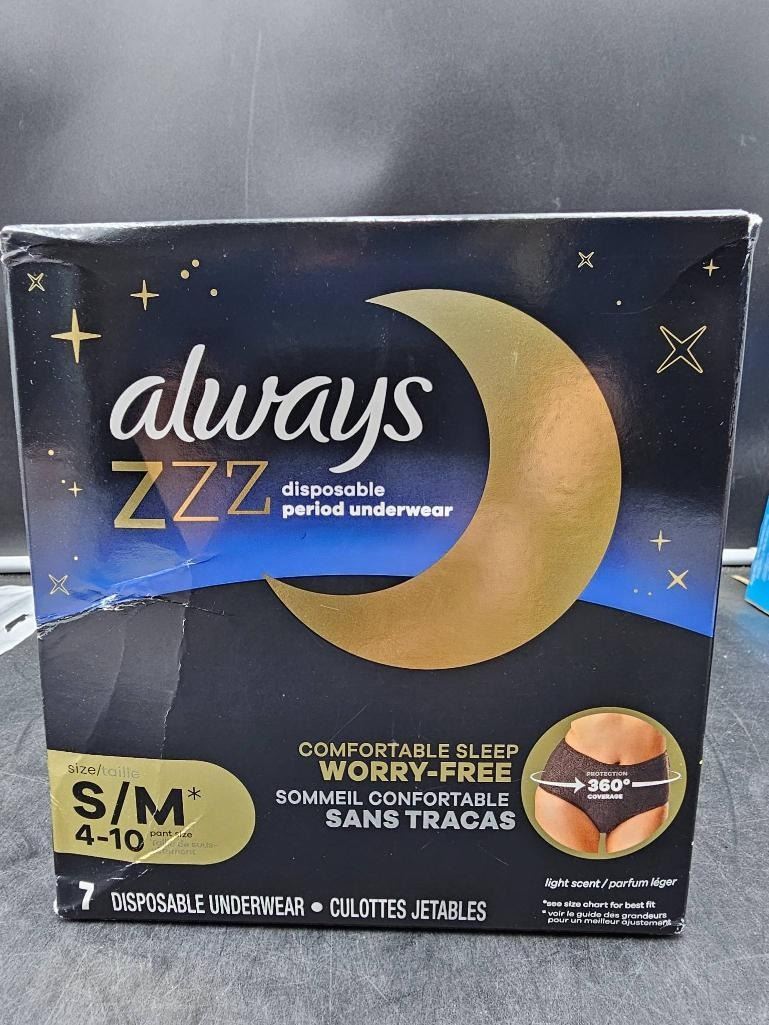 always
ZZZ
disposable
period underwear
COMFORTABLE SLEEP
WORRY-FREE
SOMMEIL CONFORTABLE
SANS TRACAS
PROTECTION
360°
COVERAGE
size/taille
S/M*
4-10 pant size
7 DISPOSABLE UNDERWEAR • CULOTTES JETABLES
light scent / parfum léger
*see size chart for best fit
*voir le guide des grandeurs
pour un meilleur ajustement